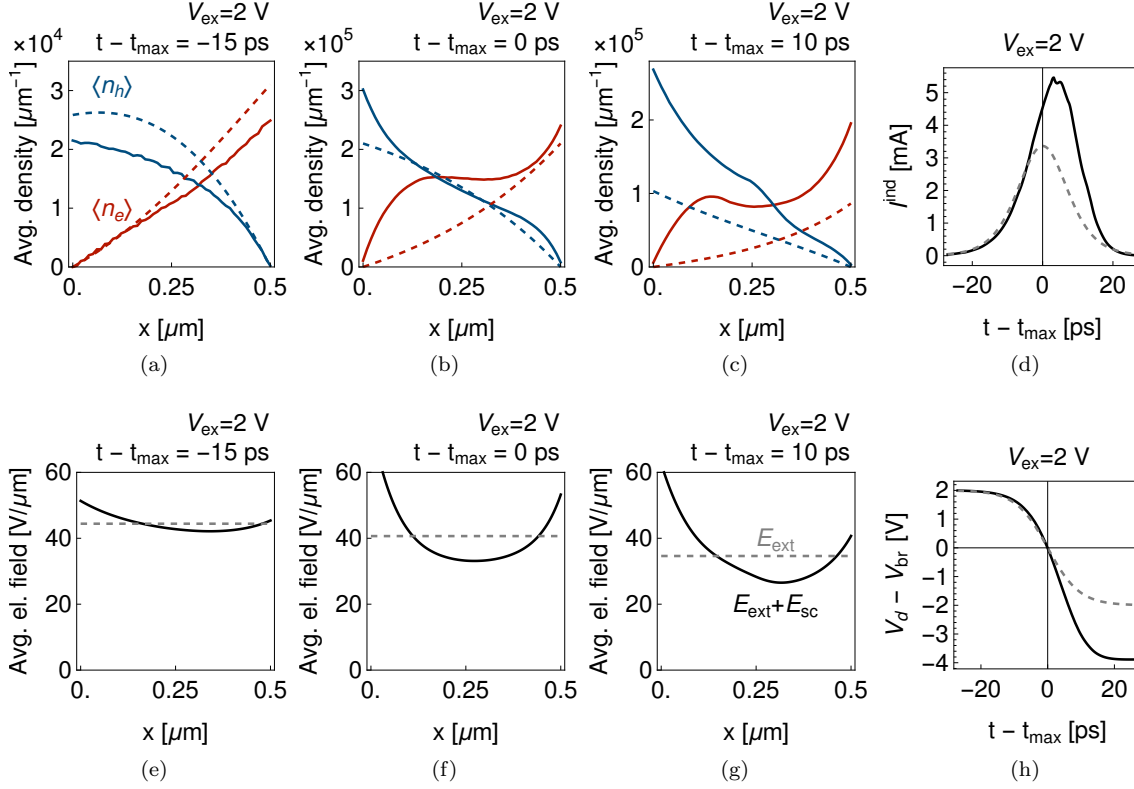 V_ex=2 V
×10⁴ t − t_max = −15 ps
Avg. density [µm⁻¹]
3
2
1
0
⟨n_h⟩
⟨n_e⟩
0. 0.25 0.5
x [µm]
(a)
V_ex=2 V
×10⁵ t − t_max = 0 ps
Avg. density [µm⁻¹]
3
2
1
0
0. 0.25 0.5
x [µm]
(b)
V_ex=2 V
×10⁵ t − t_max = 10 ps
Avg. density [µm⁻¹]
2
1
0
0. 0.25 0.5
x [µm]
(c)
V_ex=2 V
I^ind [mA]
5
4
3
2
1
0
−20 0 20
t − t_max [ps]
(d)
V_ex=2 V
t − t_max = −15 ps
Avg. el. field [V/µm]
60
40
20
0
0. 0.25 0.5
x [µm]
(e)
V_ex=2 V
t − t_max = 0 ps
Avg. el. field [V/µm]
60
40
20
0
0. 0.25 0.5
x [µm]
(f)
V_ex=2 V
t − t_max = 10 ps
Avg. el. field [V/µm]
60
40
20
0
E_ext
E_ext+E_sc
0. 0.25 0.5
x [µm]
(g)
V_ex=2 V
V_d − V_br [V]
2
1
0
−1
−2
−3
−4
−20 0 20
t − t_max [ps]
(h)